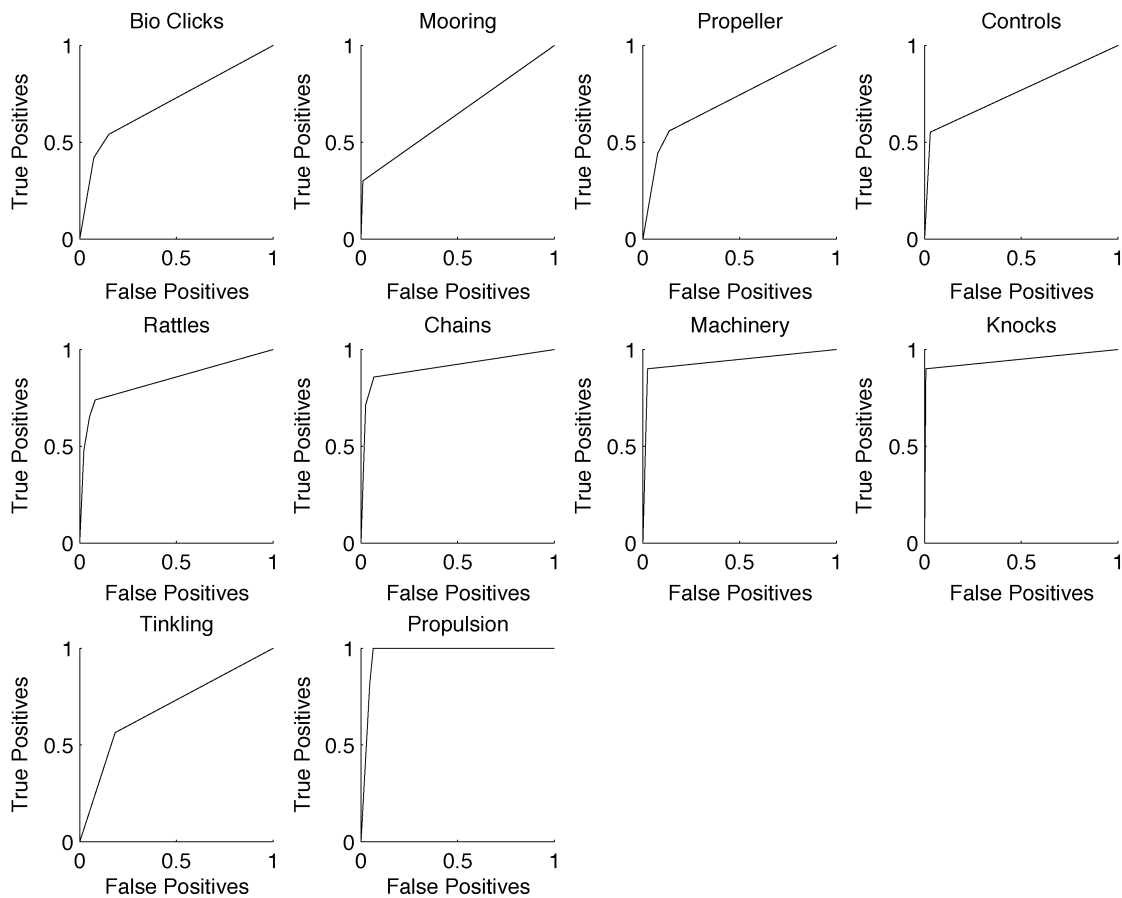 Bio Clicks
Mooring
Propeller
Controls
True Positives
1
0.5
0
0
0.5
1
False Positives
True Positives
1
0.5
0
0
0.5
1
False Positives
True Positives
1
0.5
0
0
0.5
1
False Positives
True Positives
1
0.5
0
0
0.5
1
False Positives
Rattles
Chains
Machinery
Knocks
True Positives
1
0.5
0
0
0.5
1
False Positives
True Positives
1
0.5
0
0
0.5
1
False Positives
True Positives
1
0.5
0
0
0.5
1
False Positives
True Positives
1
0.5
0
0
0.5
1
False Positives
Tinkling
Propulsion
True Positives
1
0.5
0
0
0.5
1
False Positives
True Positives
1
0.5
0
0
0.5
1
False Positives